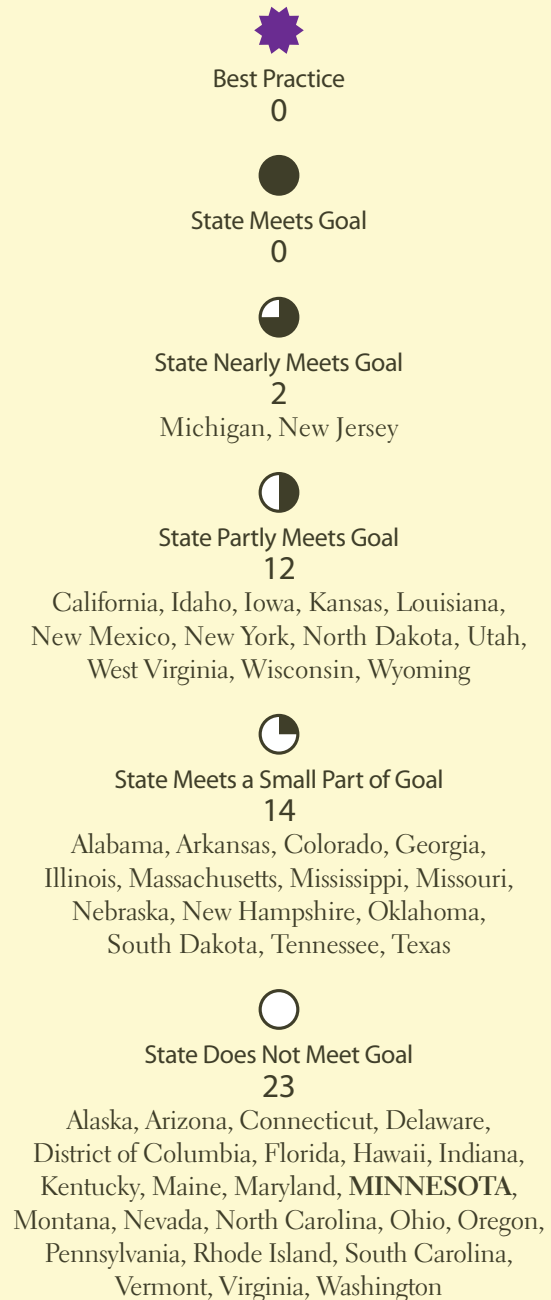 Best Practice
0
State Meets Goal
0
State Nearly Meets Goal
2
Michigan, New Jersey
State Partly Meets Goal
12
California, Idaho, Iowa, Kansas, Louisiana,
New Mexico, New York, North Dakota, Utah,
West Virginia, Wisconsin, Wyoming
State Meets a Small Part of Goal
14
Alabama, Arkansas, Colorado, Georgia,
Illinois, Massachusetts, Mississippi, Missouri,
Nebraska, New Hampshire, Oklahoma,
South Dakota, Tennessee, Texas
State Does Not Meet Goal
23
Alaska, Arizona, Connecticut, Delaware,
District of Columbia, Florida, Hawaii, Indiana,
Kentucky, Maine, Maryland, MINNESOTA,
Montana, Nevada, North Carolina, Ohio, Oregon,
Pennsylvania, Rhode Island, South Carolina,
Vermont, Virginia, Washington